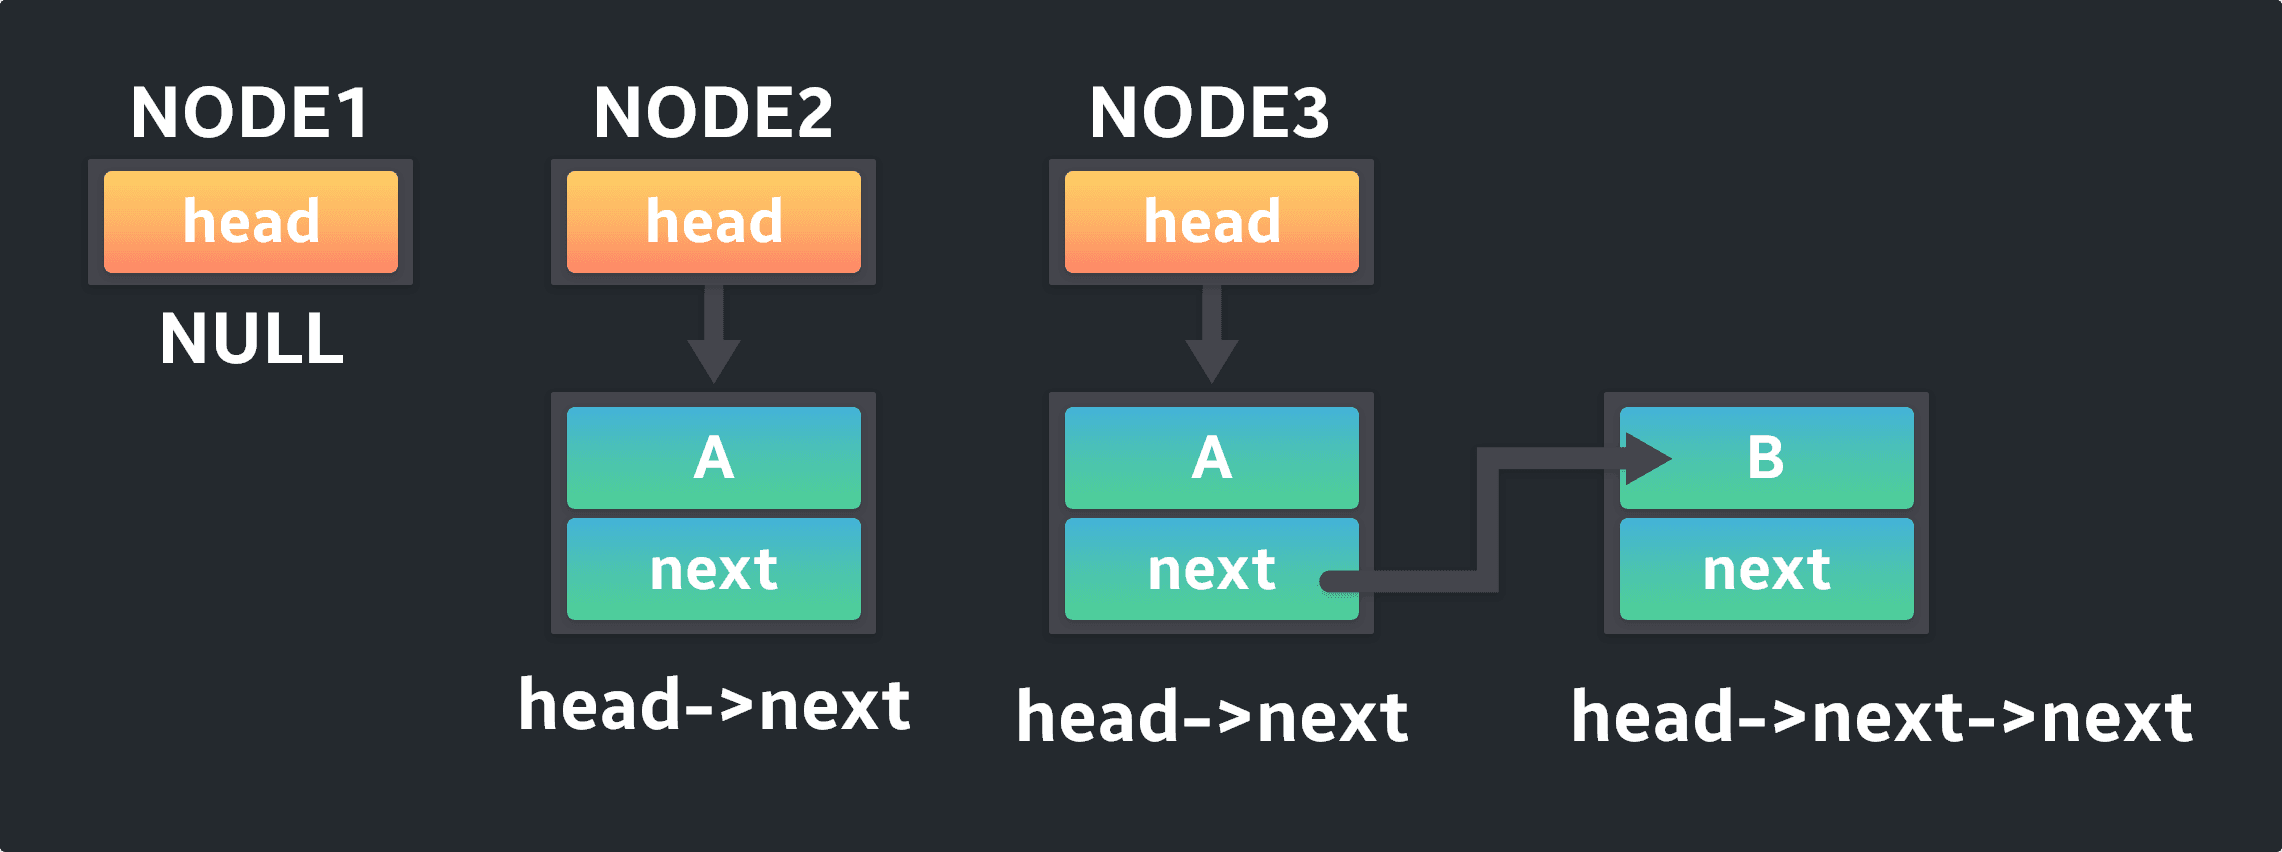 NODE1
NODE2
NODE3
head
head
head
NULL
A
A
B
next
next
next
head->next
head->next
head->next->next